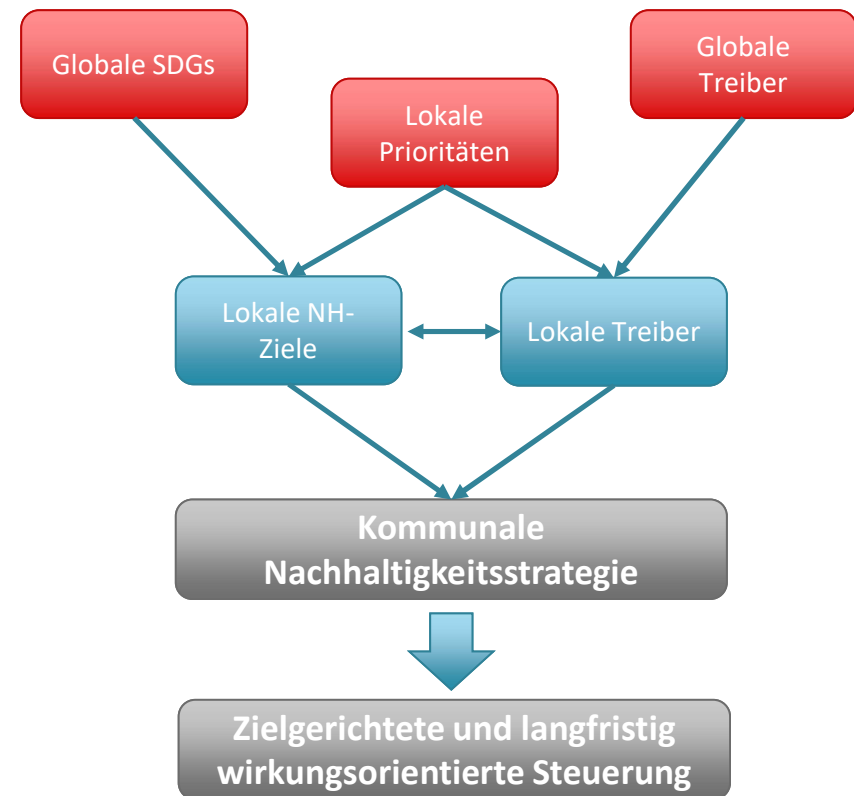 Globale SDGs
Globale
Treiber
Lokale
Prioritäten
Lokale NH-
Ziele
Lokale Treiber
Kommunale
Nachhaltigkeitsstrategie
Zielgerichtete und langfristig
wirkungsorientierte Steuerung